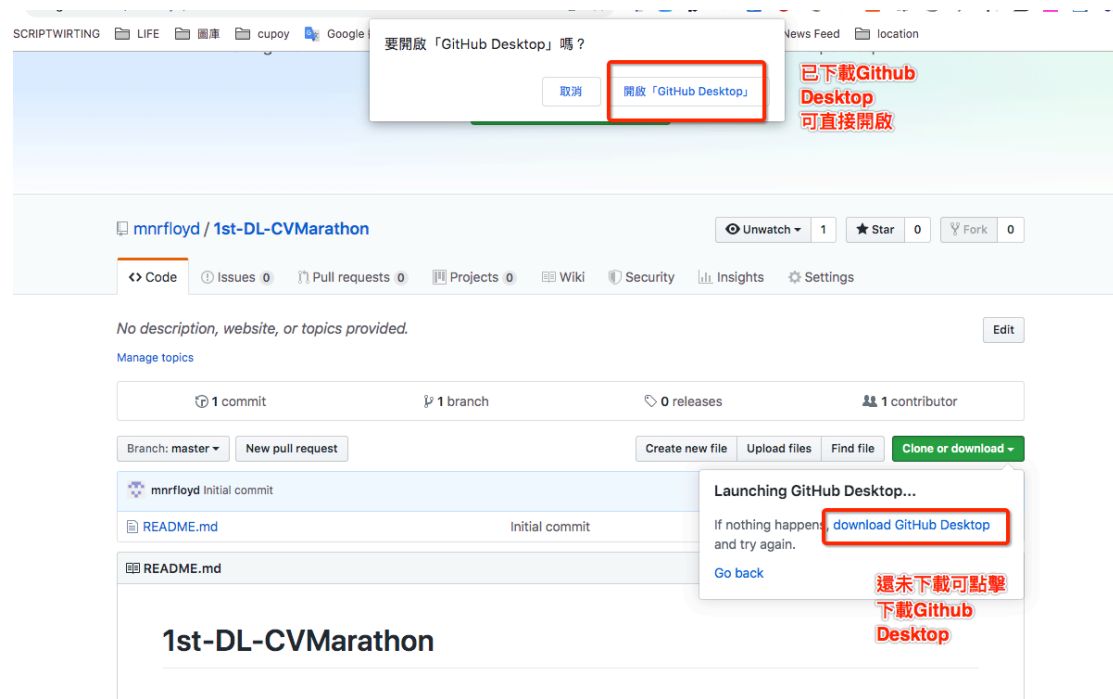 SCRIPTWIRTING LIFE 圖庫 cupoy Google News Feed location
要開啟「GitHub Desktop」嗎？
取消 開啟「GitHub Desktop」
已下載Github
Desktop
可直接開啟
mnrfloyd / 1st-DL-CVMarathon
Unwatch 1 Star 0 Fork 0
Code Issues 0 Pull requests 0 Projects 0 Wiki Security Insights Settings
No description, website, or topics provided.
Edit
Manage topics
1 commit 1 branch 0 releases 1 contributor
Branch: master New pull request Create new file Upload files Find file Clone or download
mnrfloyd Initial commit
README.md Initial commit
Launching GitHub Desktop...
If nothing happens, download GitHub Desktop
and try again.
Go back
還未下載可點擊
下載Github
Desktop
README.md
1st-DL-CVMarathon